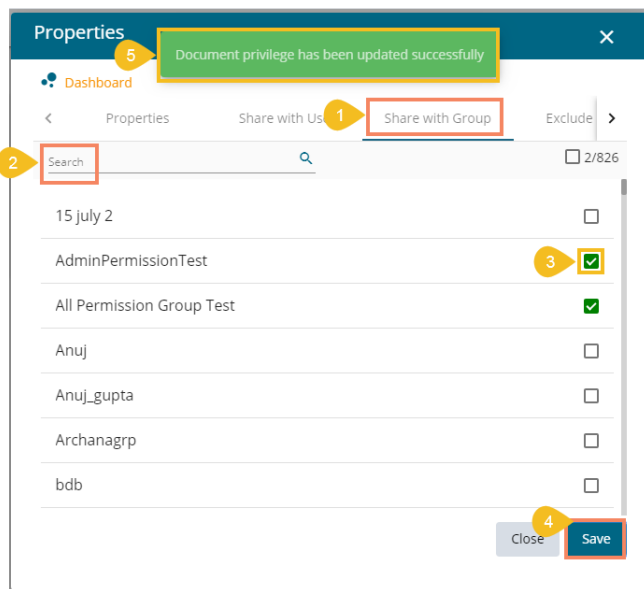 Properties
5
Document privilege has been updated successfully
Dashboard
Properties
Share with Us
1
Share with Group
Exclude
2
Search
2/826
15 july 2
AdminPermissionTest
3
All Permission Group Test
Anuj
Anuj_gupta
Archanagrp
bdb
4
Close
Save